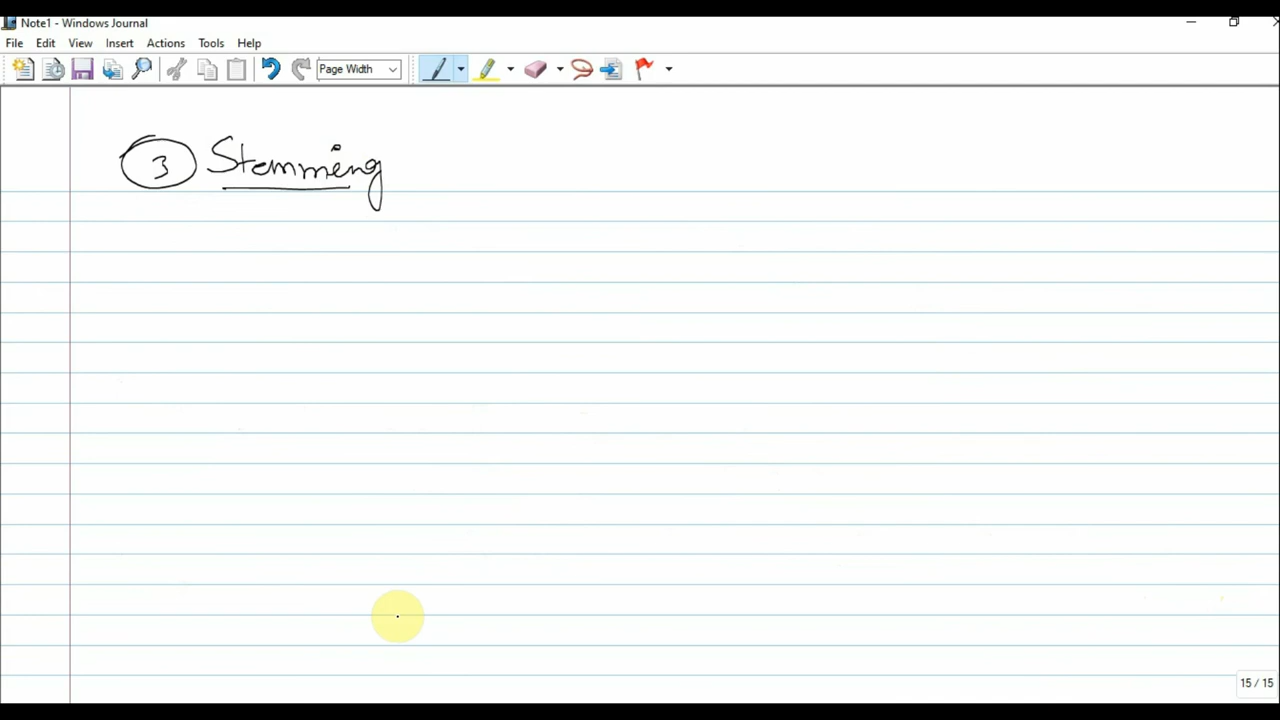 Note1 - Windows Journal
File Edit View Insert Actions Tools Help
Page Width
3 Stemming
15 / 15